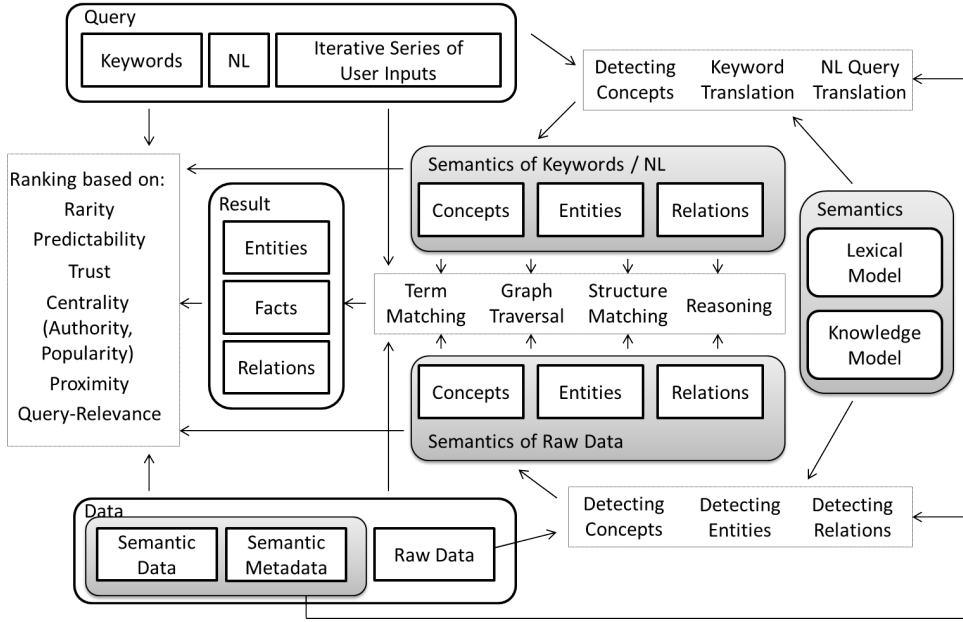 Query
Keywords
NL
Iterative Series of
User Inputs
Detecting
Concepts
Keyword
Translation
NL Query
Translation
Ranking based on:
Rarity
Predictability
Trust
Centrality
(Authority,
Popularity)
Proximity
Query-Relevance
Result
Entities
Facts
Relations
Semantics of Keywords / NL
Concepts
Entities
Relations
Term
Matching
Graph
Traversal
Structure
Matching
Reasoning
Concepts
Entities
Relations
Semantics of Raw Data
Semantics
Lexical
Model
Knowledge
Model
Detecting
Concepts
Detecting
Entities
Detecting
Relations
Data
Semantic
Data
Semantic
Metadata
Raw Data